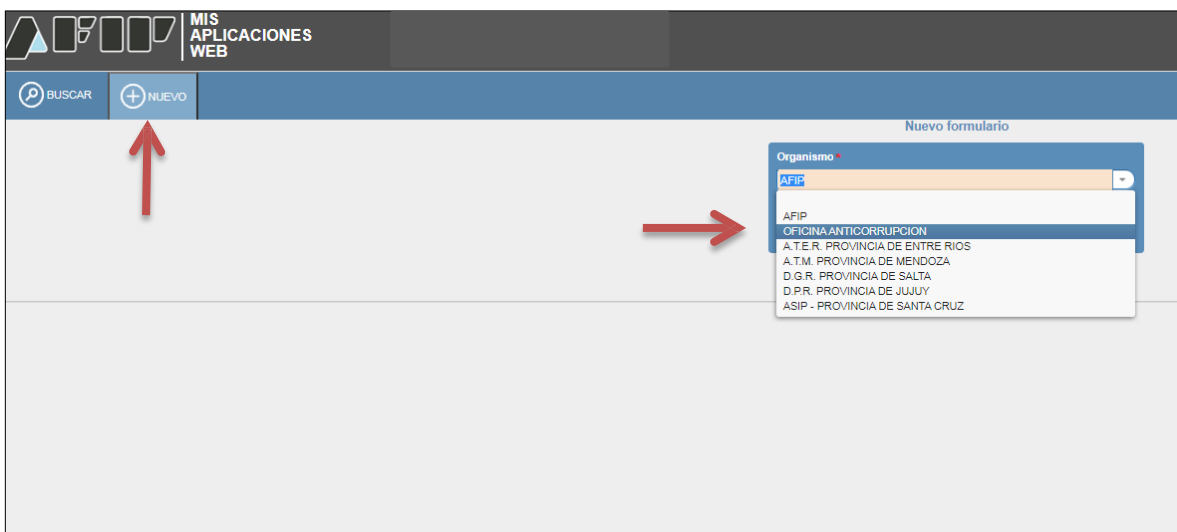 AFIP
MIS
APLICACIONES
WEB
BUSCAR
NUEVO
Nuevo formulario
Organismo *
AFIP
AFIP
OFICINA ANTICORRUPCION
A.T.E.R. PROVINCIA DE ENTRE RIOS
A.T.M. PROVINCIA DE MENDOZA
D.G.R. PROVINCIA DE SALTA
D.P.R. PROVINCIA DE JUJUY
ASIP - PROVINCIA DE SANTA CRUZ